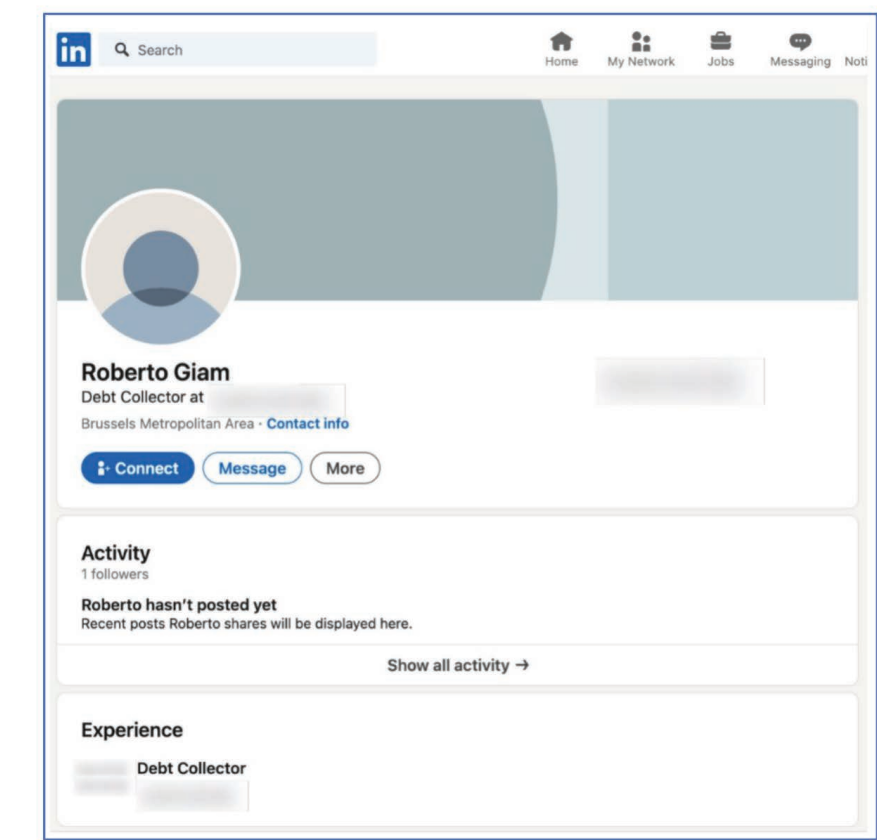 in Search
Home My Network Jobs Messaging Noti
Roberto Giam
Debt Collector at
Brussels Metropolitan Area · Contact info
Connect Message More
Activity
1 followers
Roberto hasn't posted yet
Recent posts Roberto shares will be displayed here.
Show all activity →
Experience
Debt Collector